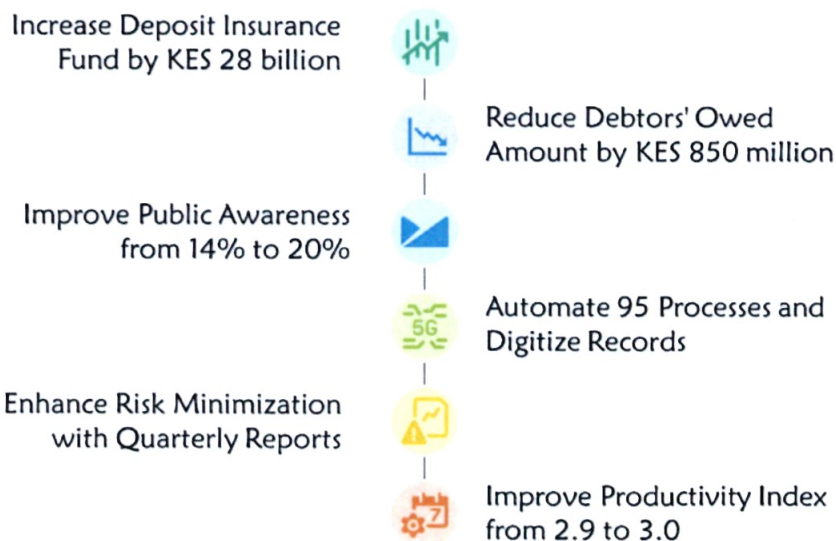 Increase Deposit Insurance
Fund by KES 28 billion
Reduce Debtors' Owed
Amount by KES 850 million
Improve Public Awareness
from 14% to 20%
5G
Automate 95 Processes and
Digitize Records
Enhance Risk Minimization
with Quarterly Reports
7
Improve Productivity Index
from 2.9 to 3.0